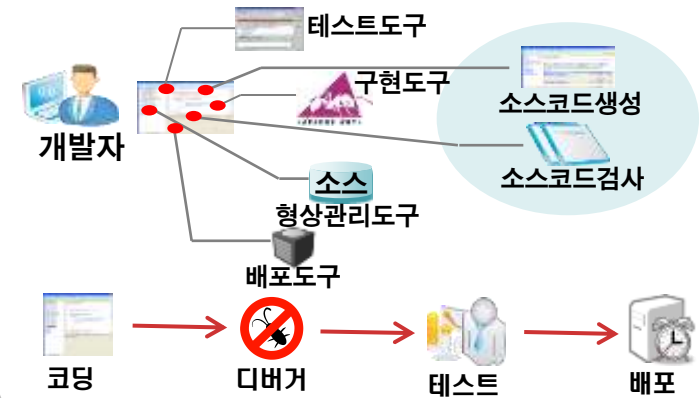 테스트도구
구현도구
소스코드생성
개발자
소스코드검사
소스
형상관리도구
배포도구
코딩
디버거
테스트
배포